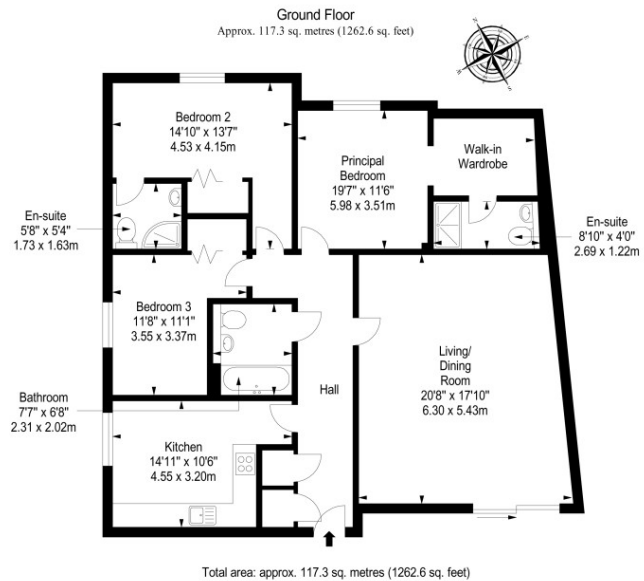 Ground Floor
Approx. 117.3 sq. metres (1262.6 sq. feet)
Bedroom 2
14'10" x 13'7"
4.53 x 4.15m
Principal
Bedroom
19'7" x 11'6"
5.98 x 3.51m
Walk-in
Wardrobe
En-suite
5'8" x 5'4"
1.73 x 1.63m
En-suite
8'10" x 4'0"
2.69 x 1.22m
Bedroom 3
11'8" x 11'1"
3.55 x 3.37m
Living/
Dining
Room
20'8" x 17'10"
6.30 x 5.43m
Hall
Bathroom
7'7" x 6'8"
2.31 x 2.02m
Kitchen
14'11" x 10'6"
4.55 x 3.20m
Total area: approx. 117.3 sq. metres (1262.6 sq. feet)